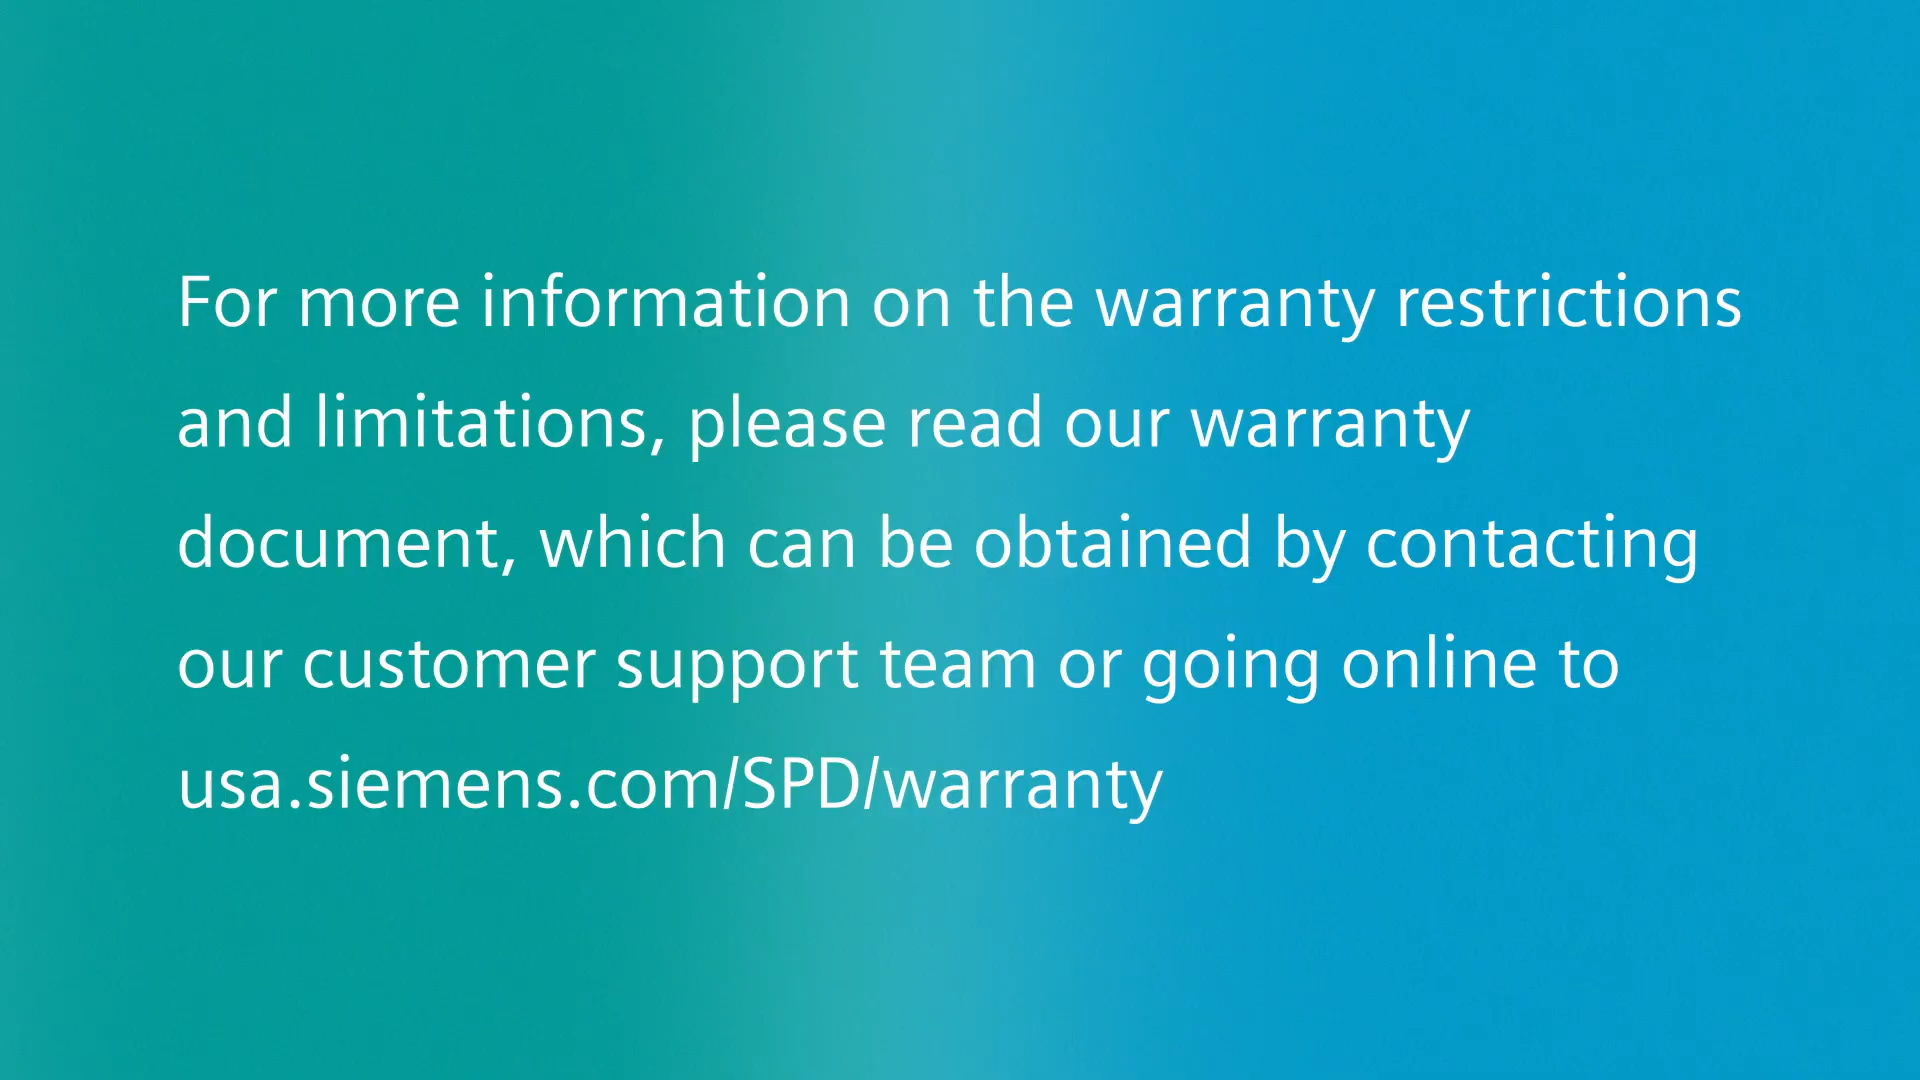 For more information on the warranty restrictions
and limitations, please read our warranty
document, which can be obtained by contacting
our customer support team or going online to
usa.siemens.com/SPD/warranty